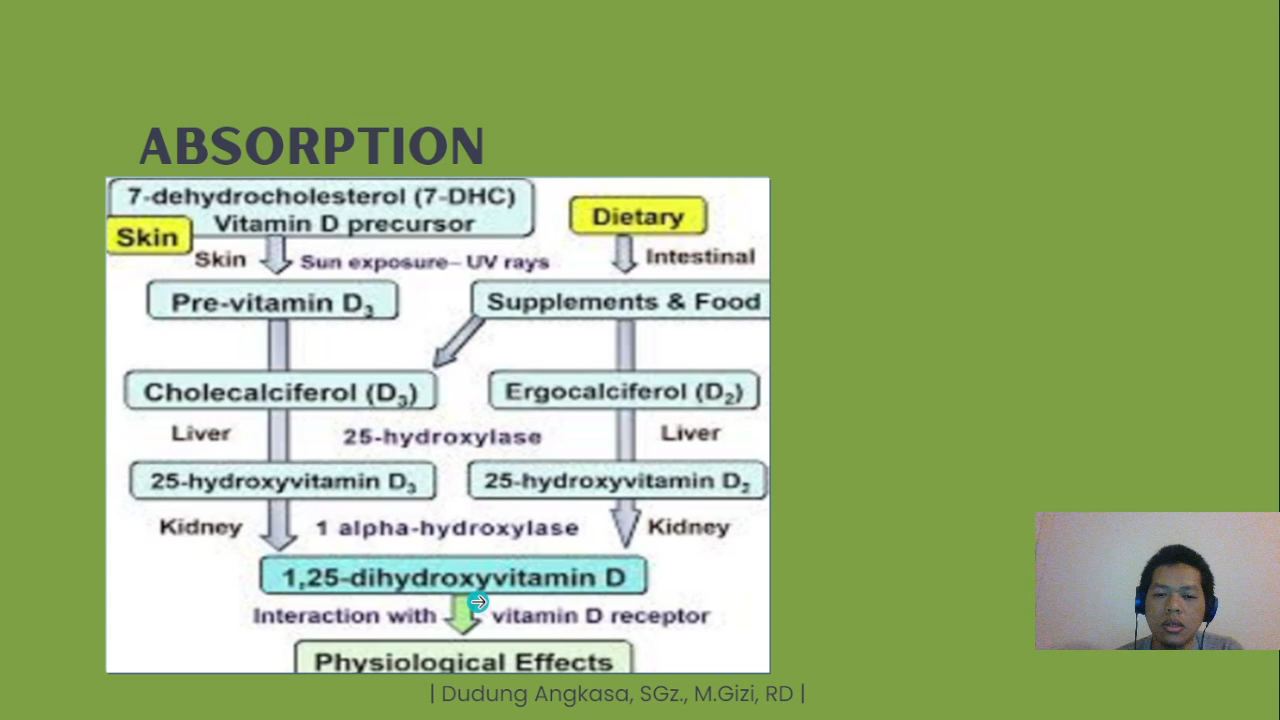 ABSORPTION
7-dehydrocholesterol (7-DHC)
Vitamin D precursor
Skin
Dietary
Skin
Sun exposure– UV rays
Intestinal
Pre-vitamin D₃
Supplements & Food
Cholecalciferol (D₃)
Ergocalciferol (D₂)
Liver
25-hydroxylase
Liver
25-hydroxyvitamin D₃
25-hydroxyvitamin D₂
Kidney
1 alpha-hydroxylase
Kidney
1,25-dihydroxyvitamin D
Interaction with
vitamin D receptor
Physiological Effects
| Dudung Angkasa, SGz., M.Gizi, RD |